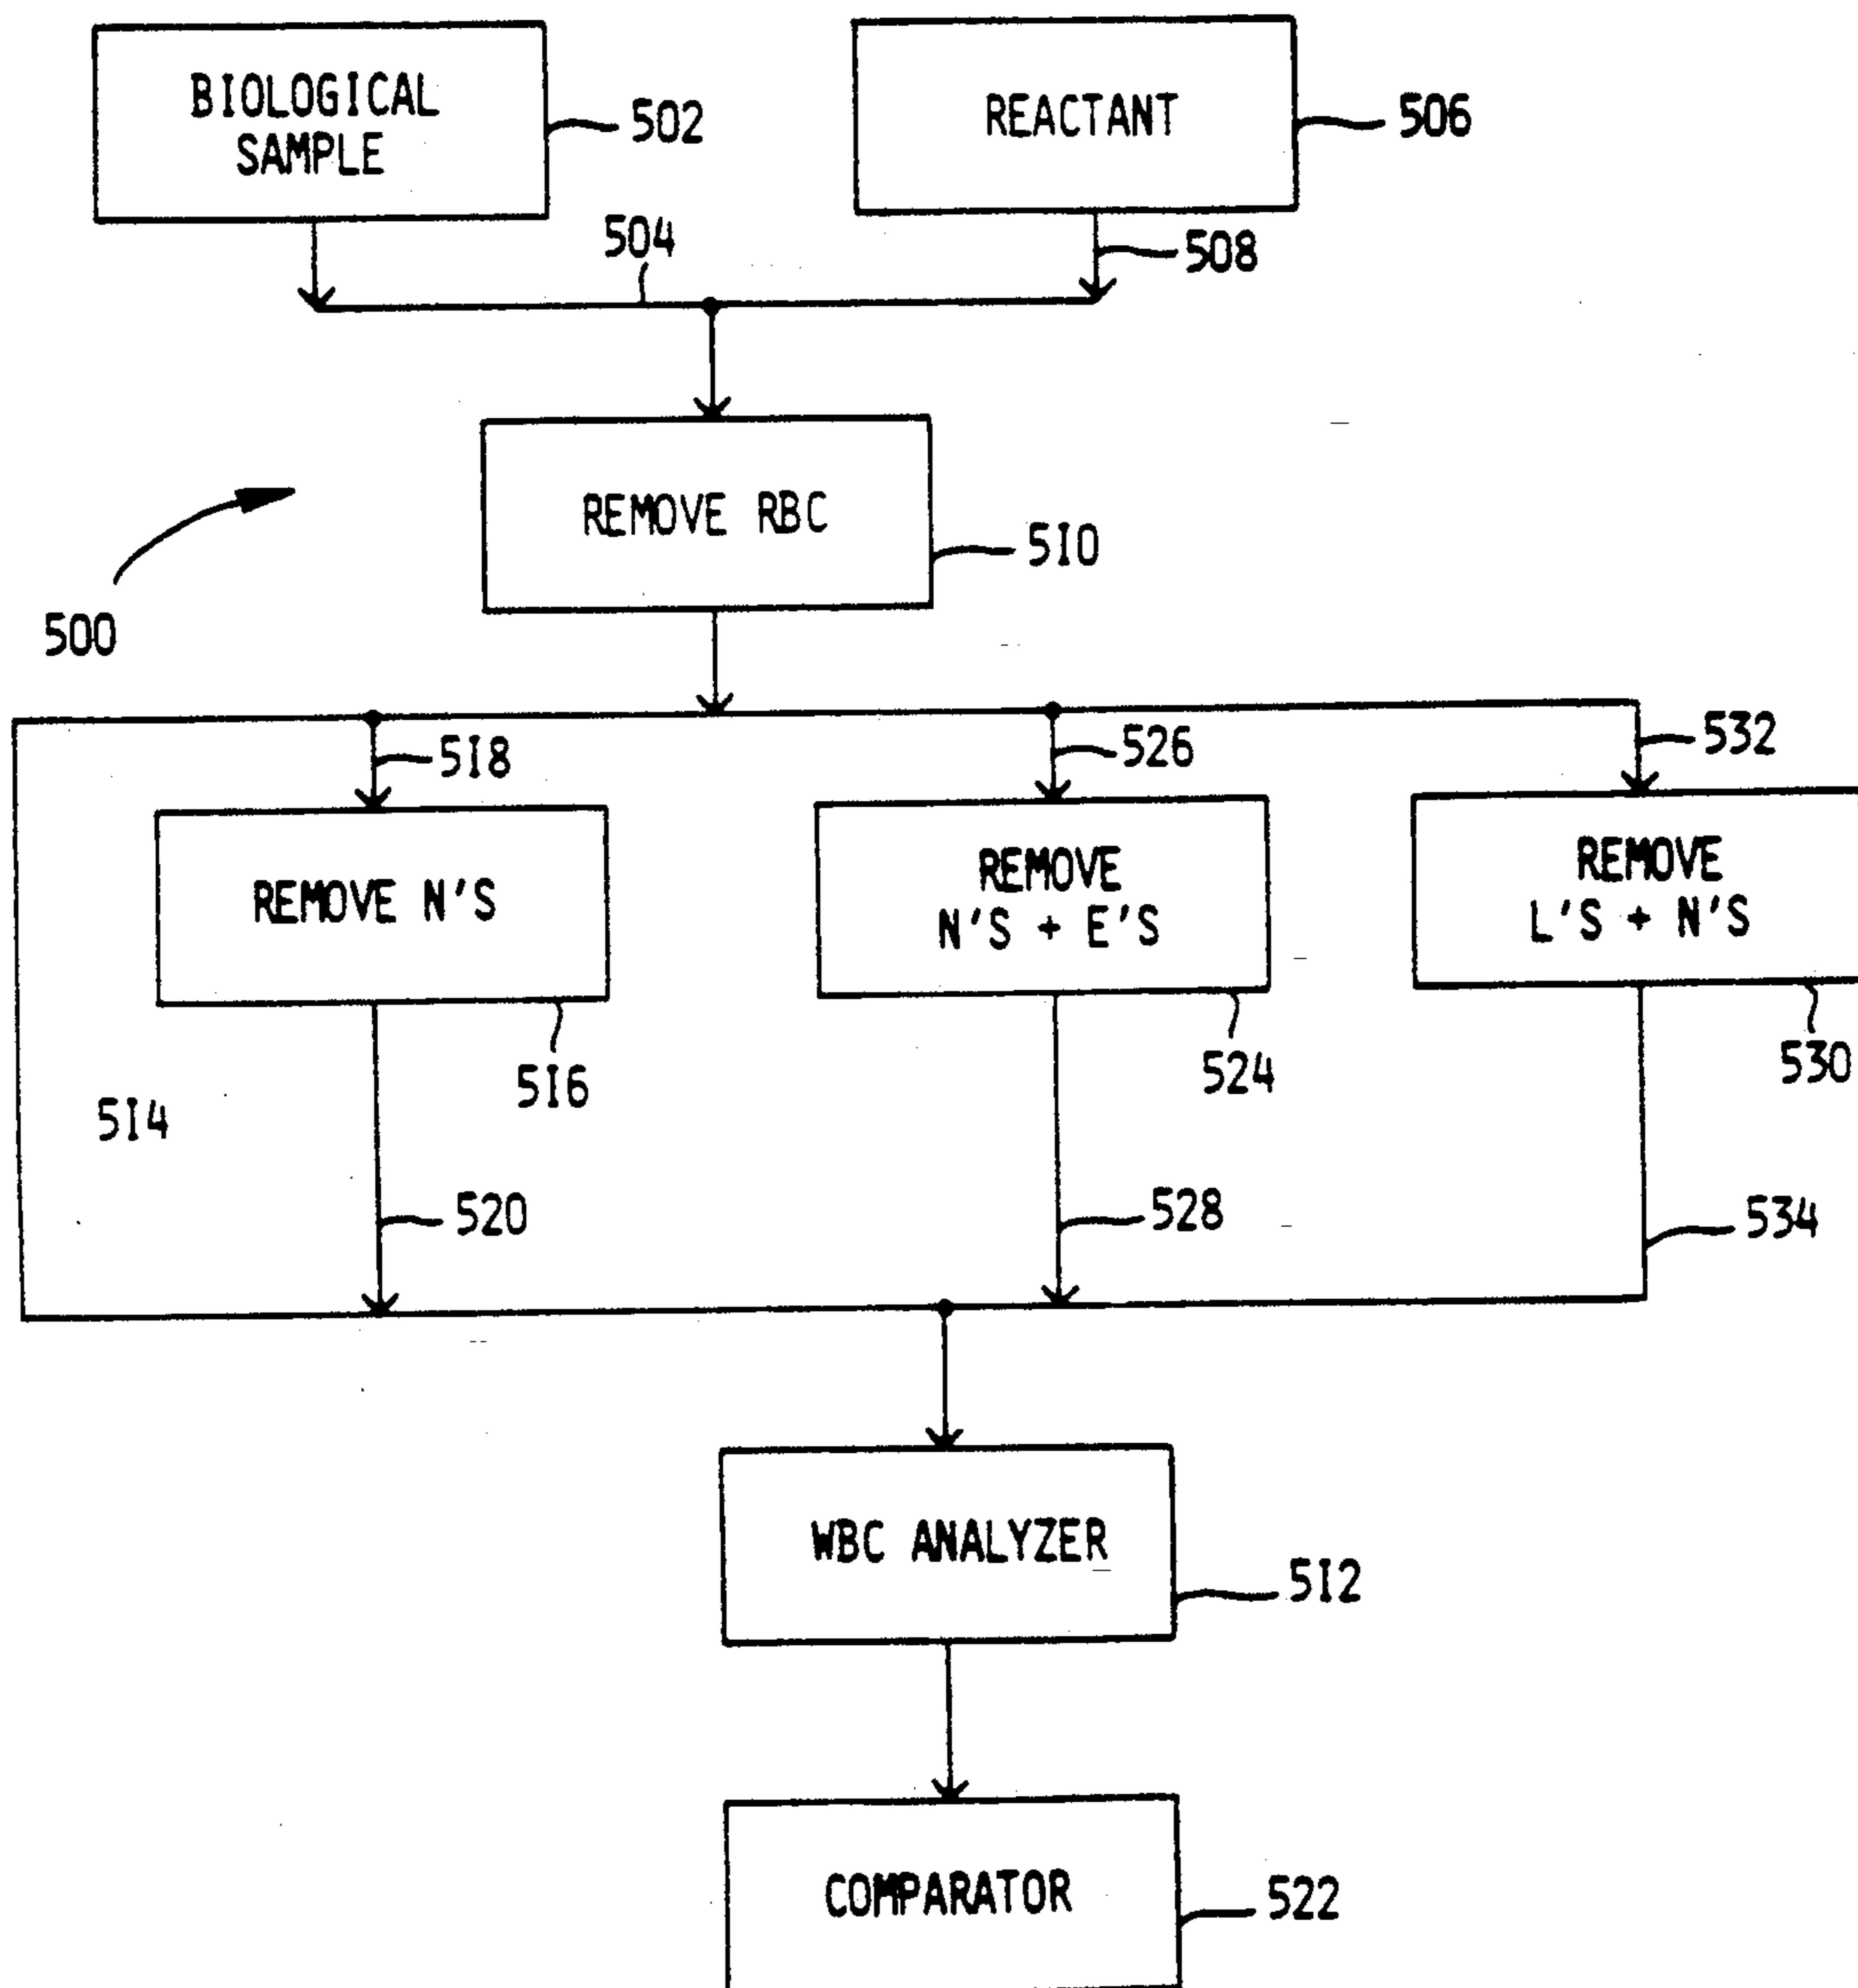 BIOLOGICAL
SAMPLE
502
REACTANT
506
504
508
REMOVE RBC
510
500
518
526
532
REMOVE N'S
REMOVE
N'S + E'S
REMOVE
L'S + N'S
516
524
530
514
520
528
534
WBC ANALYZER
512
COMPARATOR
522